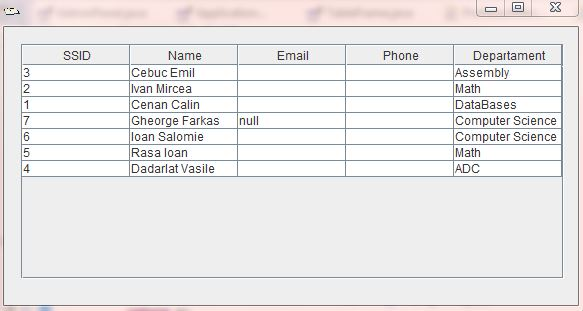 SSID Name Email Phone Departament
3 Cebuc Emil Assembly
2 Ivan Mircea Math
1 Cenan Calin DataBases
7 Gheorge Farkas null Computer Science
6 Ioan Salomie Computer Science
5 Rasa Ioan Math
4 Dadarlat Vasile ADC